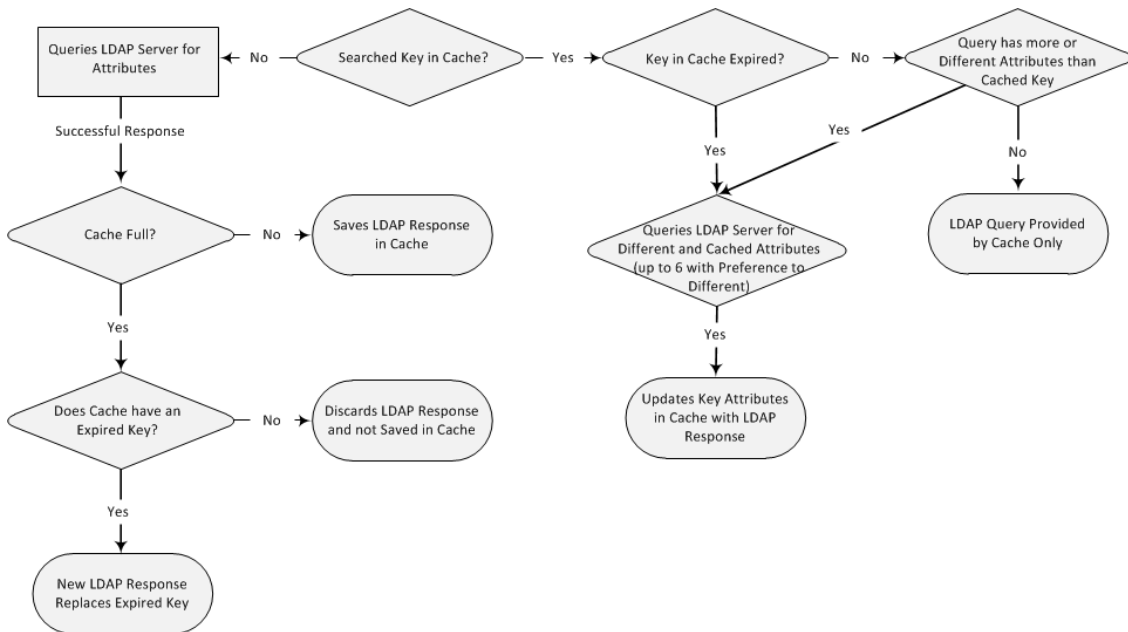 Queries LDAP Server for
Attributes
No
Searched Key in Cache?
Yes
Key in Cache Expired?
No
Query has more or
Different Attributes than
Cached Key
Successful Response
Yes
Yes
No
Cache Full?
No
Saves LDAP Response
in Cache
Queries LDAP Server for
Different and Cached Attributes
(up to 6 with Preference to
Different)
LDAP Query Provided
by Cache Only
Yes
Yes
Does Cache have an
Expired Key?
No
Discards LDAP Response
and not Saved in Cache
Updates Key Attributes
in Cache with LDAP
Response
Yes
New LDAP Response
Replaces Expired Key